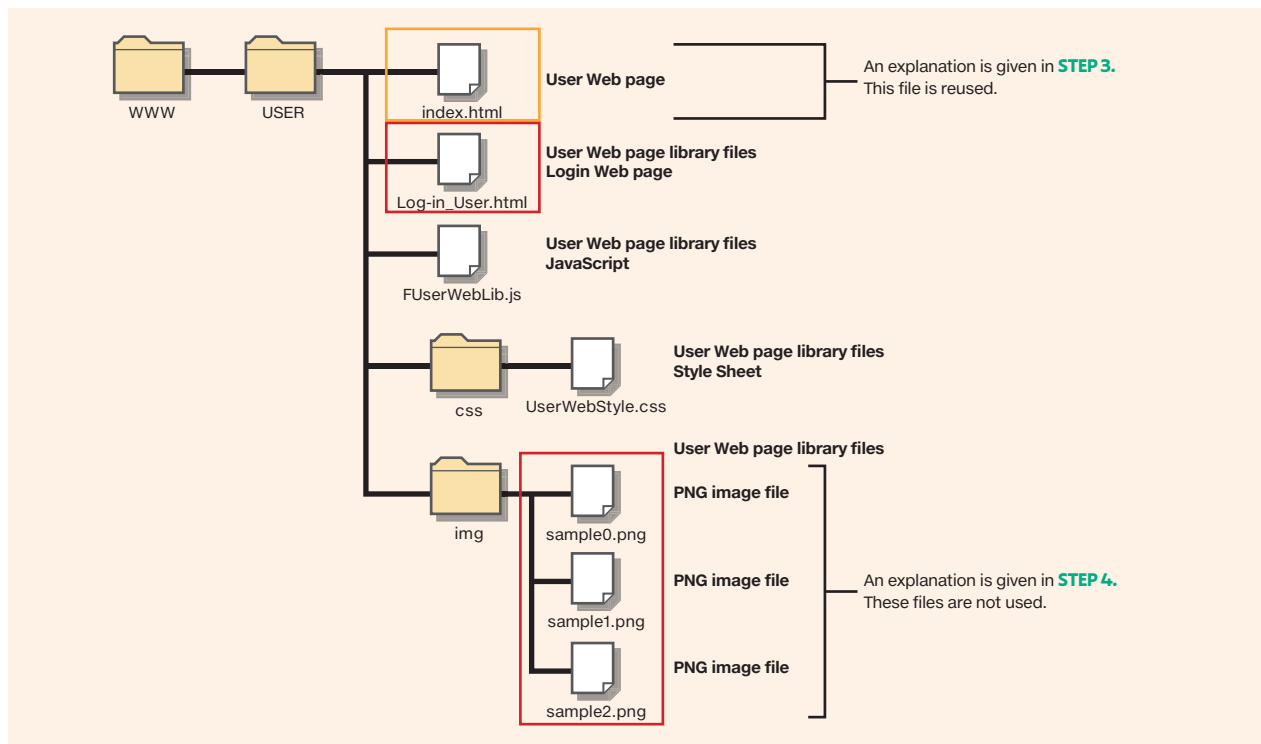 WWW
USER
index.html
User Web page
An explanation is given in STEP 3.
This file is reused.
Log-in_User.html
User Web page library files
Login Web page
FUserWebLib.js
User Web page library files
JavaScript
css
UserWebStyle.css
User Web page library files
Style Sheet
User Web page library files
img
sample0.png
PNG image file
sample1.png
PNG image file
An explanation is given in STEP 4.
These files are not used.
sample2.png
PNG image file